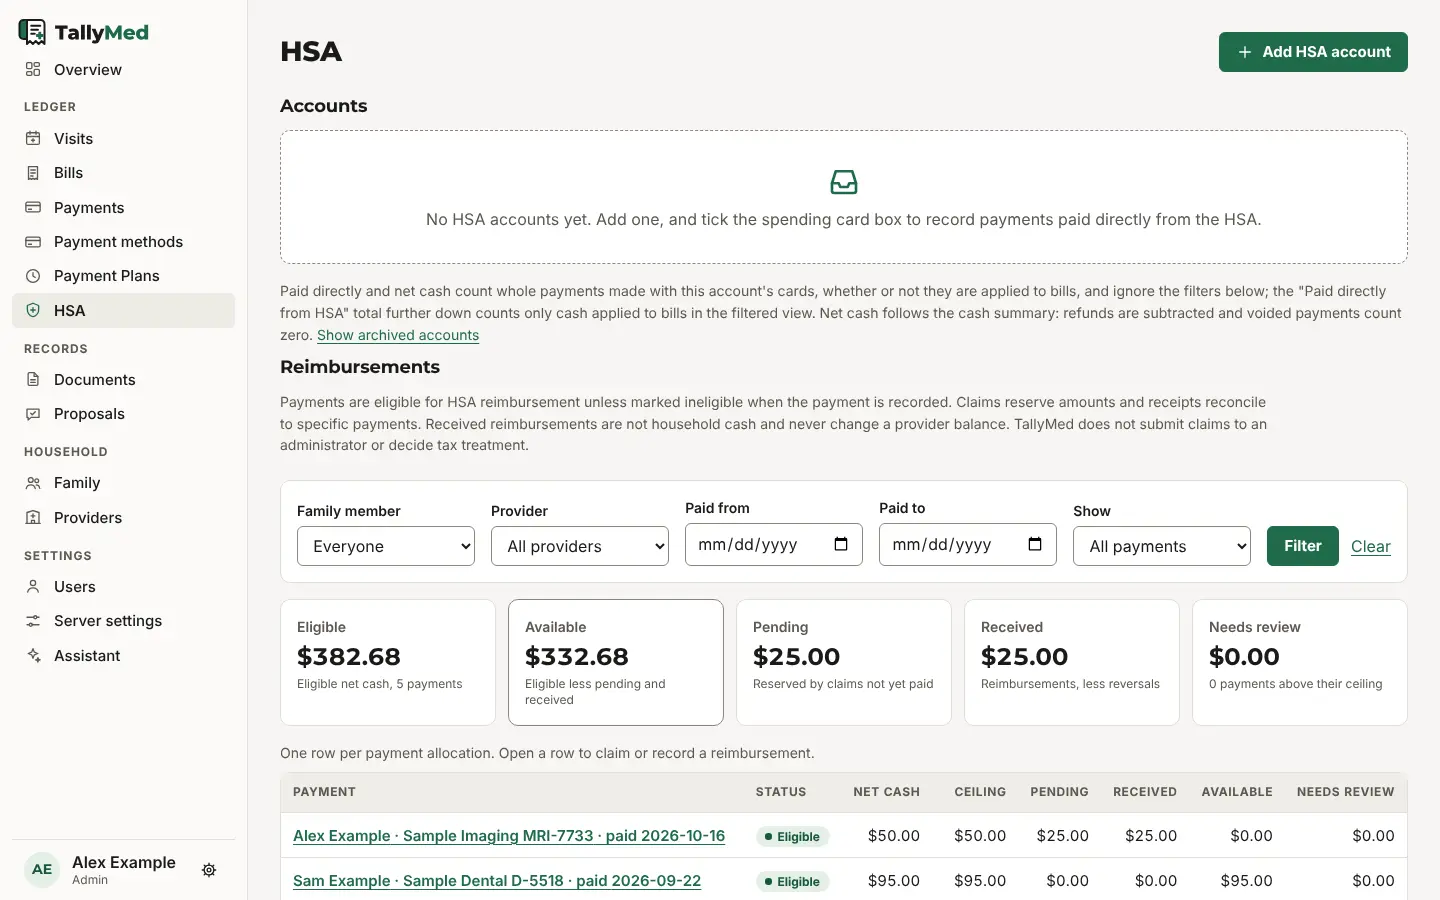 TallyMed
Overview
LEDGER
Visits
Bills
Payments
Payment methods
Payment Plans
HSA
RECORDS
Documents
Proposals
HOUSEHOLD
Family
Providers
SETTINGS
Users
Server settings
Assistant
AE
Alex Example
Admin
HSA
+ Add HSA account
Accounts
No HSA accounts yet. Add one, and tick the spending card box to record payments paid directly from the HSA.
Paid directly and net cash count whole payments made with this account's cards, whether or not they are applied to bills, and ignore the filters below; the "Paid directly
from HSA" total further down counts only cash applied to bills in the filtered view. Net cash follows the cash summary: refunds are subtracted and voided payments count
zero. Show archived accounts
Reimbursements
Payments are eligible for HSA reimbursement unless marked ineligible when the payment is recorded. Claims reserve amounts and receipts reconcile
to specific payments. Received reimbursements are not household cash and never change a provider balance. TallyMed does not submit claims to an
administrator or decide tax treatment.
Family member Provider Paid from Paid to Show
Everyone All providers mm/dd/yyyy mm/dd/yyyy All payments Filter Clear
Eligible
$382.68
Eligible net cash, 5 payments
Available
$332.68
Eligible less pending and
received
Pending
$25.00
Reserved by claims not yet paid
Received
$25.00
Reimbursements, less reversals
Needs review
$0.00
0 payments above their ceiling
One row per payment allocation. Open a row to claim or record a reimbursement.
PAYMENT STATUS NET CASH CEILING PENDING RECEIVED AVAILABLE NEEDS REVIEW
Alex Example · Sample Imaging MRI-7733 · paid 2026-10-16 Eligible $50.00 $50.00 $25.00 $25.00 $0.00 $0.00
Sam Example · Sample Dental D-5518 · paid 2026-09-22 Eligible $95.00 $95.00 $0.00 $0.00 $95.00 $0.00